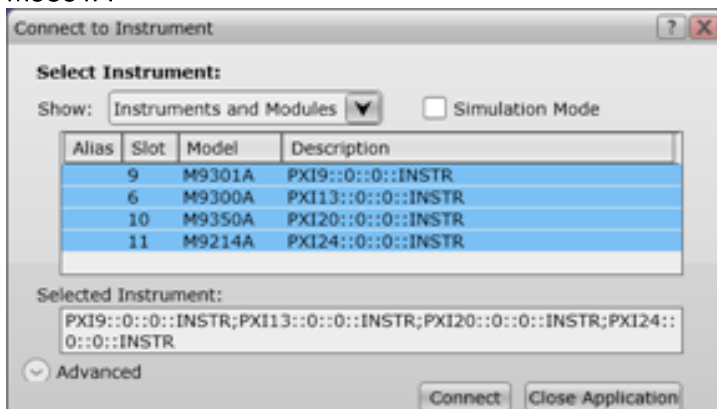 Connect to Instrument ? X
Select Instrument:
Show: Instruments and Modules Simulation Mode
Alias Slot Model Description
9 M9301A PXI9::0::0::INSTR
6 M9300A PXI13::0::0::INSTR
10 M9350A PXI20::0::0::INSTR
11 M9214A PXI24::0::0::INSTR
Selected Instrument:
PXI9::0::0::INSTR;PXI13::0::0::INSTR;PXI20::0::0::INSTR;PXI24::
0::0::INSTR
Advanced
Connect Close Application